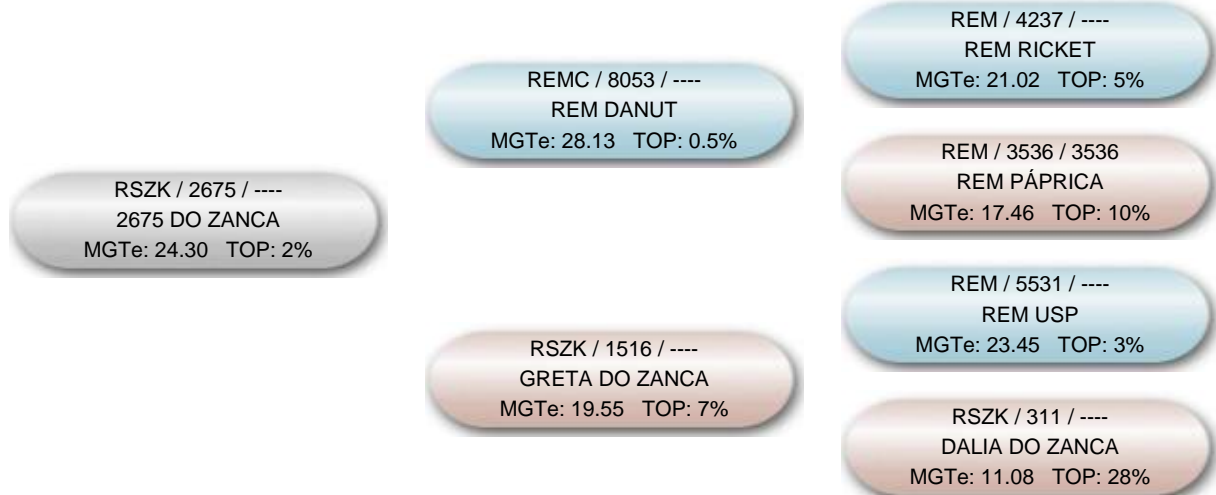 RSZK / 2675 / ----
2675 DO ZANCA
MGTe: 24.30 TOP: 2%
REMC / 8053 / ----
REM DANUT
MGTe: 28.13 TOP: 0.5%
RSZK / 1516 / ----
GRETA DO ZANCA
MGTe: 19.55 TOP: 7%
REM / 4237 / ----
REM RICKET
MGTe: 21.02 TOP: 5%
REM / 3536 / 3536
REM PÁPRICA
MGTe: 17.46 TOP: 10%
REM / 5531 / ----
REM USP
MGTe: 23.45 TOP: 3%
RSZK / 311 / ----
DALIA DO ZANCA
MGTe: 11.08 TOP: 28%